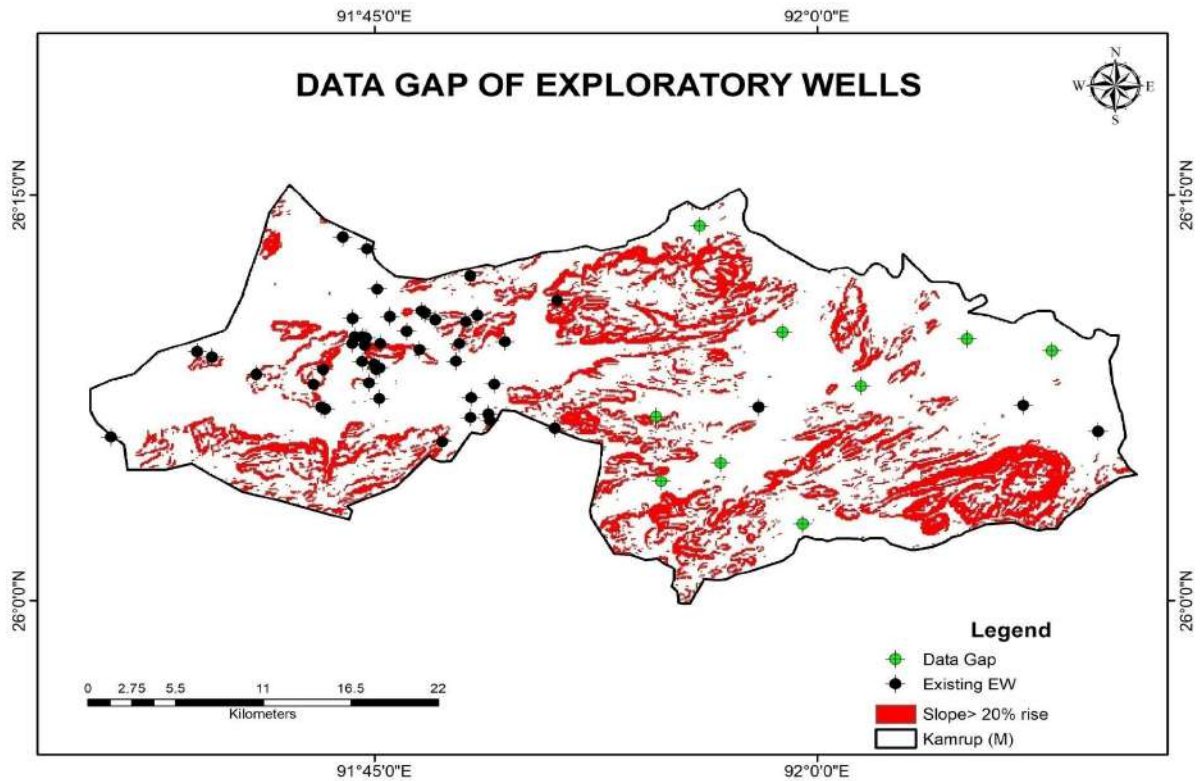 91°45'0"E 92°0'0"E
DATA GAP OF EXPLORATORY WELLS
N
W E
S
26°15'0"N 26°15'0"N
26°0'0"N 26°0'0"N
Legend
Data Gap
Existing EW
Slope> 20% rise
Kamrup (M)
0 2.75 5.5 11 16.5 22
Kilometers
91°45'0"E 92°0'0"E